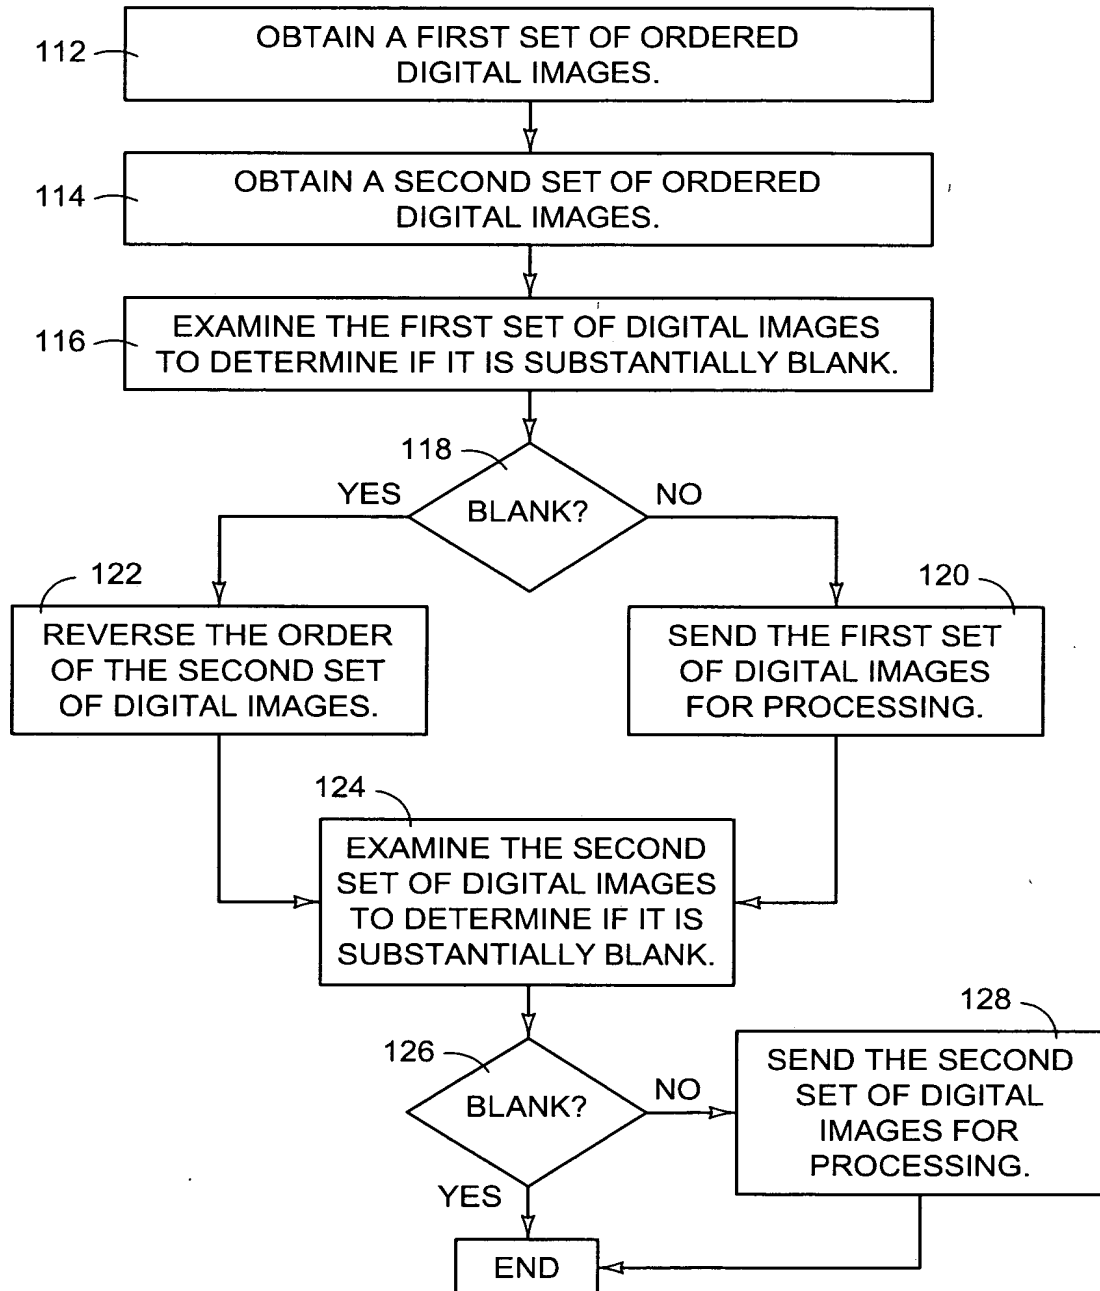 112
OBTAIN A FIRST SET OF ORDERED
DIGITAL IMAGES.
114
OBTAIN A SECOND SET OF ORDERED
DIGITAL IMAGES.
116
EXAMINE THE FIRST SET OF DIGITAL IMAGES
TO DETERMINE IF IT IS SUBSTANTIALLY BLANK.
118
YES
BLANK?
NO
122
REVERSE THE ORDER
OF THE SECOND SET
OF DIGITAL IMAGES.
120
SEND THE FIRST SET
OF DIGITAL IMAGES
FOR PROCESSING.
124
EXAMINE THE SECOND
SET OF DIGITAL IMAGES
TO DETERMINE IF IT IS
SUBSTANTIALLY BLANK.
126
BLANK?
NO
YES
128
SEND THE SECOND
SET OF DIGITAL
IMAGES FOR
PROCESSING.
END